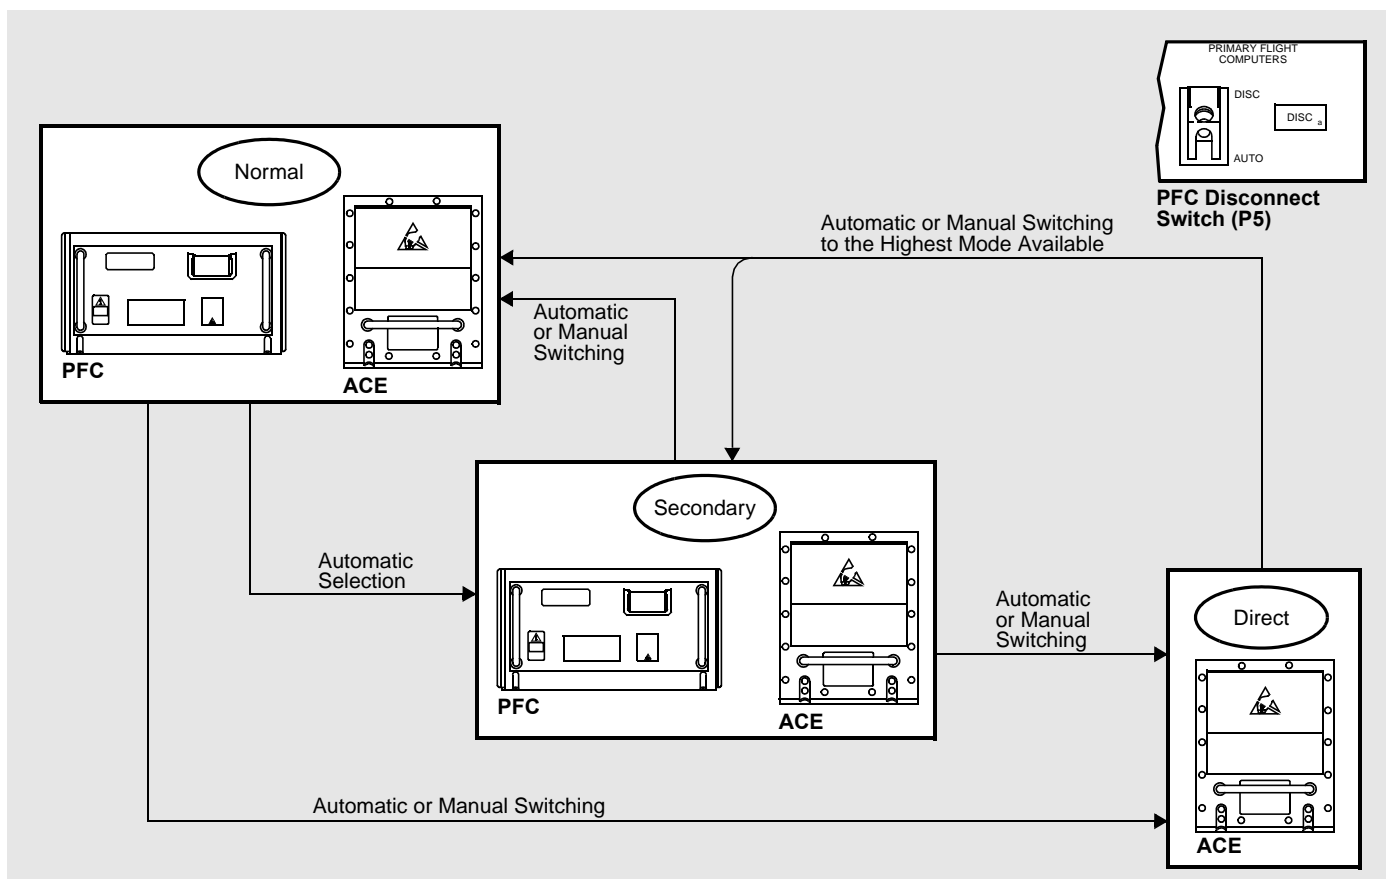 PRIMARY FLIGHT
COMPUTERS
DISC
DISC a
AUTO
PFC Disconnect
Switch (P5)
Normal
PFC
ACE
Automatic or Manual Switching
to the Highest Mode Available
Automatic
or Manual
Switching
Secondary
PFC
ACE
Automatic
Selection
Automatic
or Manual
Switching
Direct
ACE
Automatic or Manual Switching